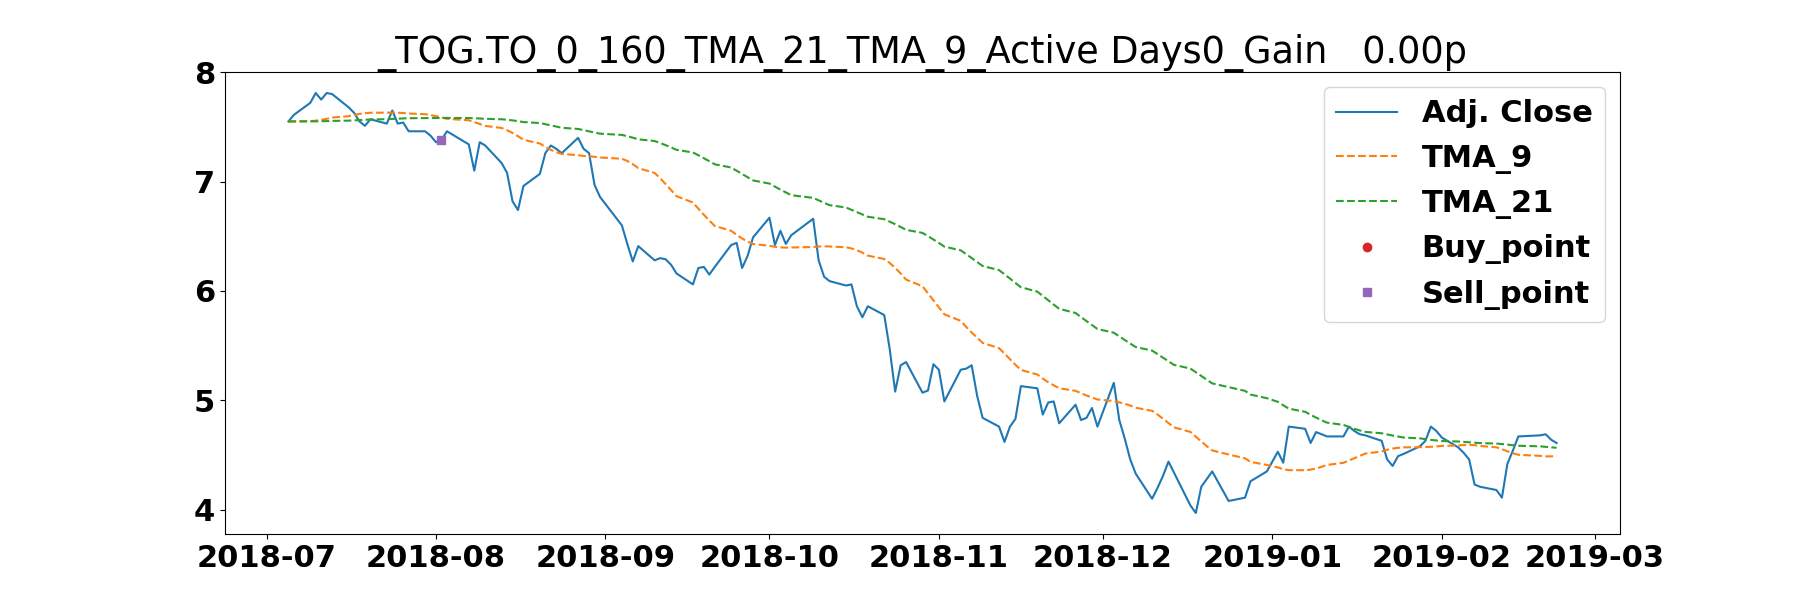 _TOG.TO_0_160_TMA_21_TMA_9_Active Days0_Gain   0.00p
8
7
6
5
4
Adj. Close
TMA_9
TMA_21
Buy_point
Sell_point
2018-07 2018-08 2018-09 2018-10 2018-11 2018-12 2019-01 2019-02 2019-03